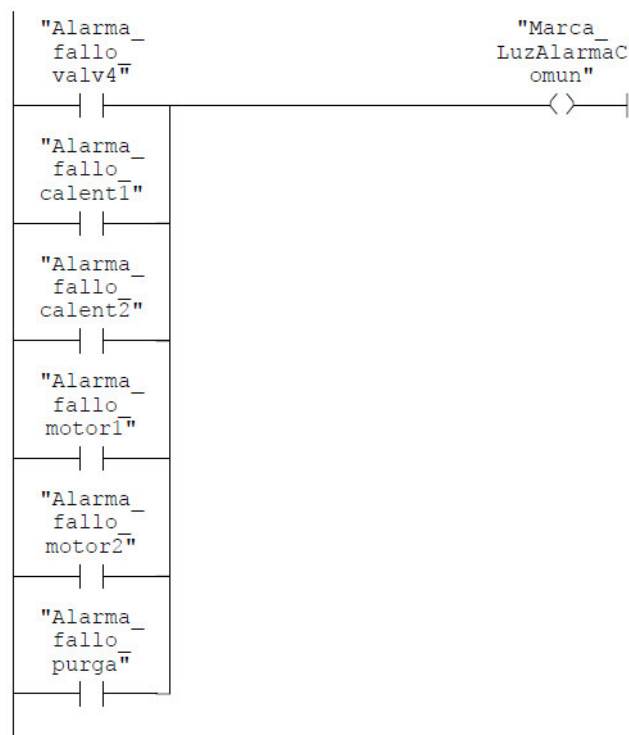 "Alarma_
fallo_
valv4"
"Marca_
LuzAlarmaC
omun"
"Alarma_
fallo_
calent1"
"Alarma_
fallo_
calent2"
"Alarma_
fallo_
motor1"
"Alarma_
fallo_
motor2"
"Alarma_
fallo_
purga"